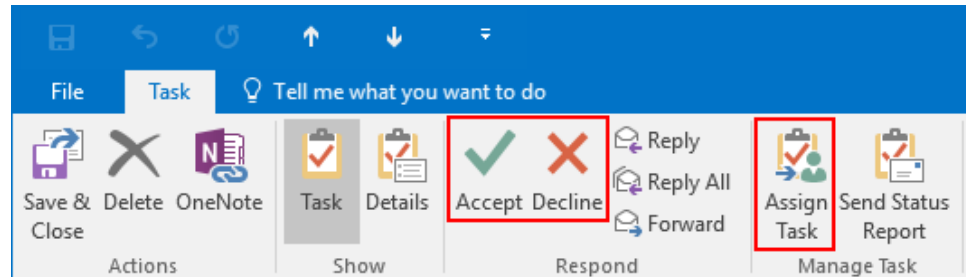 File Task Tell me what you want to do
Save & Close Delete OneNote Task Details Accept Decline Reply Reply All Forward Assign Task Send Status Report
Actions Show Respond Manage Task